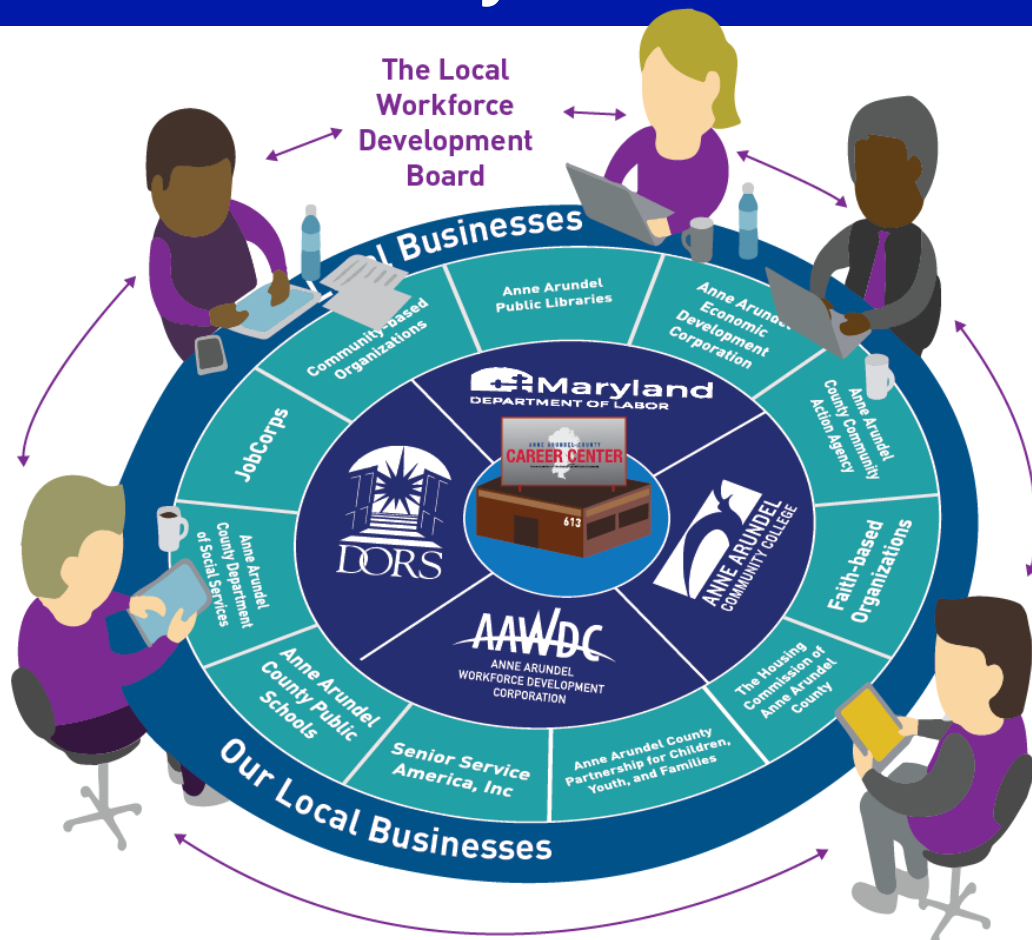 The Local
Workforce
Development
Board
Businesses
Anne Arundel
Public Libraries
Anne
Economic
Development
Corporation
Community-based
Organizations
Anne Arundel
County Community
Action Agency
JobCorps
Maryland
DEPARTMENT OF LABOR
ANNE ARUNDEL COUNTY
CAREER CENTER
613
DORS
ANNE ARUNDEL
COMMUNITY COLLEGE
Faith-based
Organizations
Anne Arundel
County Department
of Social Services
AAWDC
ANNE ARUNDEL
WORKFORCE DEVELOPMENT
CORPORATION
The Housing
Commission of
Anne Arundel
County
Anne Arundel
County Public
Schools
Senior Service
America, Inc
Anne Arundel County
Partnership for Children,
Youth, and Families
Our Local Businesses